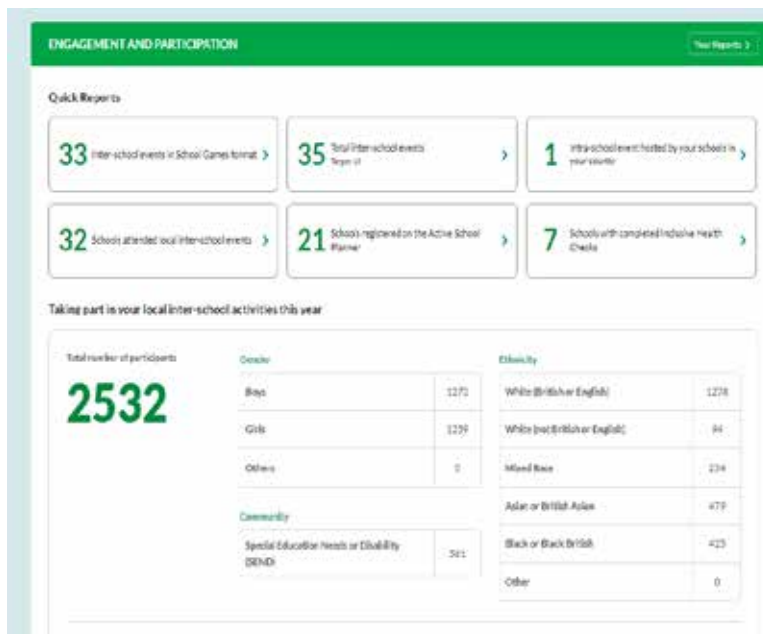 ENGAGEMENT AND PARTICIPATION
Your Reports >
Quick Reports
33 Inter-school events in School Games format >
35 Total inter-school events
>
1 Intra-school event hosted by your schools in
your county >
32 Schools attended local inter-school events >
21 Schools registered on the Active School
Planner >
7 Schools with completed Inclusive Health
Checks >
Taking part in your local inter-school activities this year
Total number of participants
2532
Gender
Boys
Girls
Others
Community
Special Education Needs or Disability
(SEND)
Ethnicity
White (British or English) 1278
White (not British or English)
Mixed Race
Asian or British Asian 479
Black or Black British
Other 0